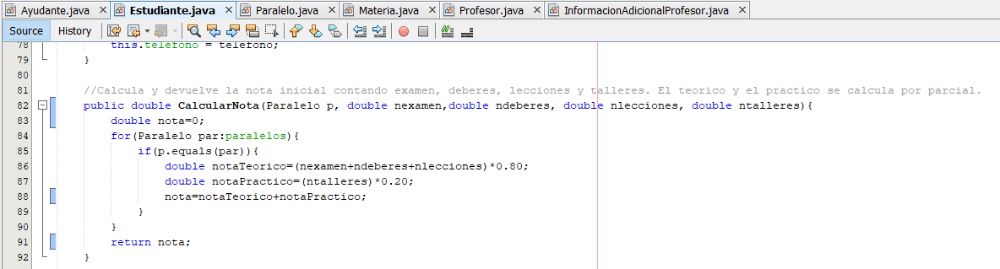 Ayudante.java Estudiante.java Paralelo.java Materia.java Profesor.java InformacionAdicionalProfesor.java
Source History
78 this.telefono = telefono;
79 }
80
81 //Calcula y devuelve la nota inicial contando examen, deberes, lecciones y talleres. El teorico y el practico se calcula por parcial.
82 public double CalcularNota(Paralelo p, double nexamen,double ndeberes, double nlecciones, double ntalleres){
83 double nota=0;
84 for(Paralelo par:paralelos){
85 if(p.equals(par)){
86 double notaTeorico=(nexamen+ndeberes+nlecciones)*0.80;
87 double notaPractico=(ntalleres)*0.20;
88 nota=notaTeorico+notaPractico;
89 }
90 }
91 return nota;
92 }